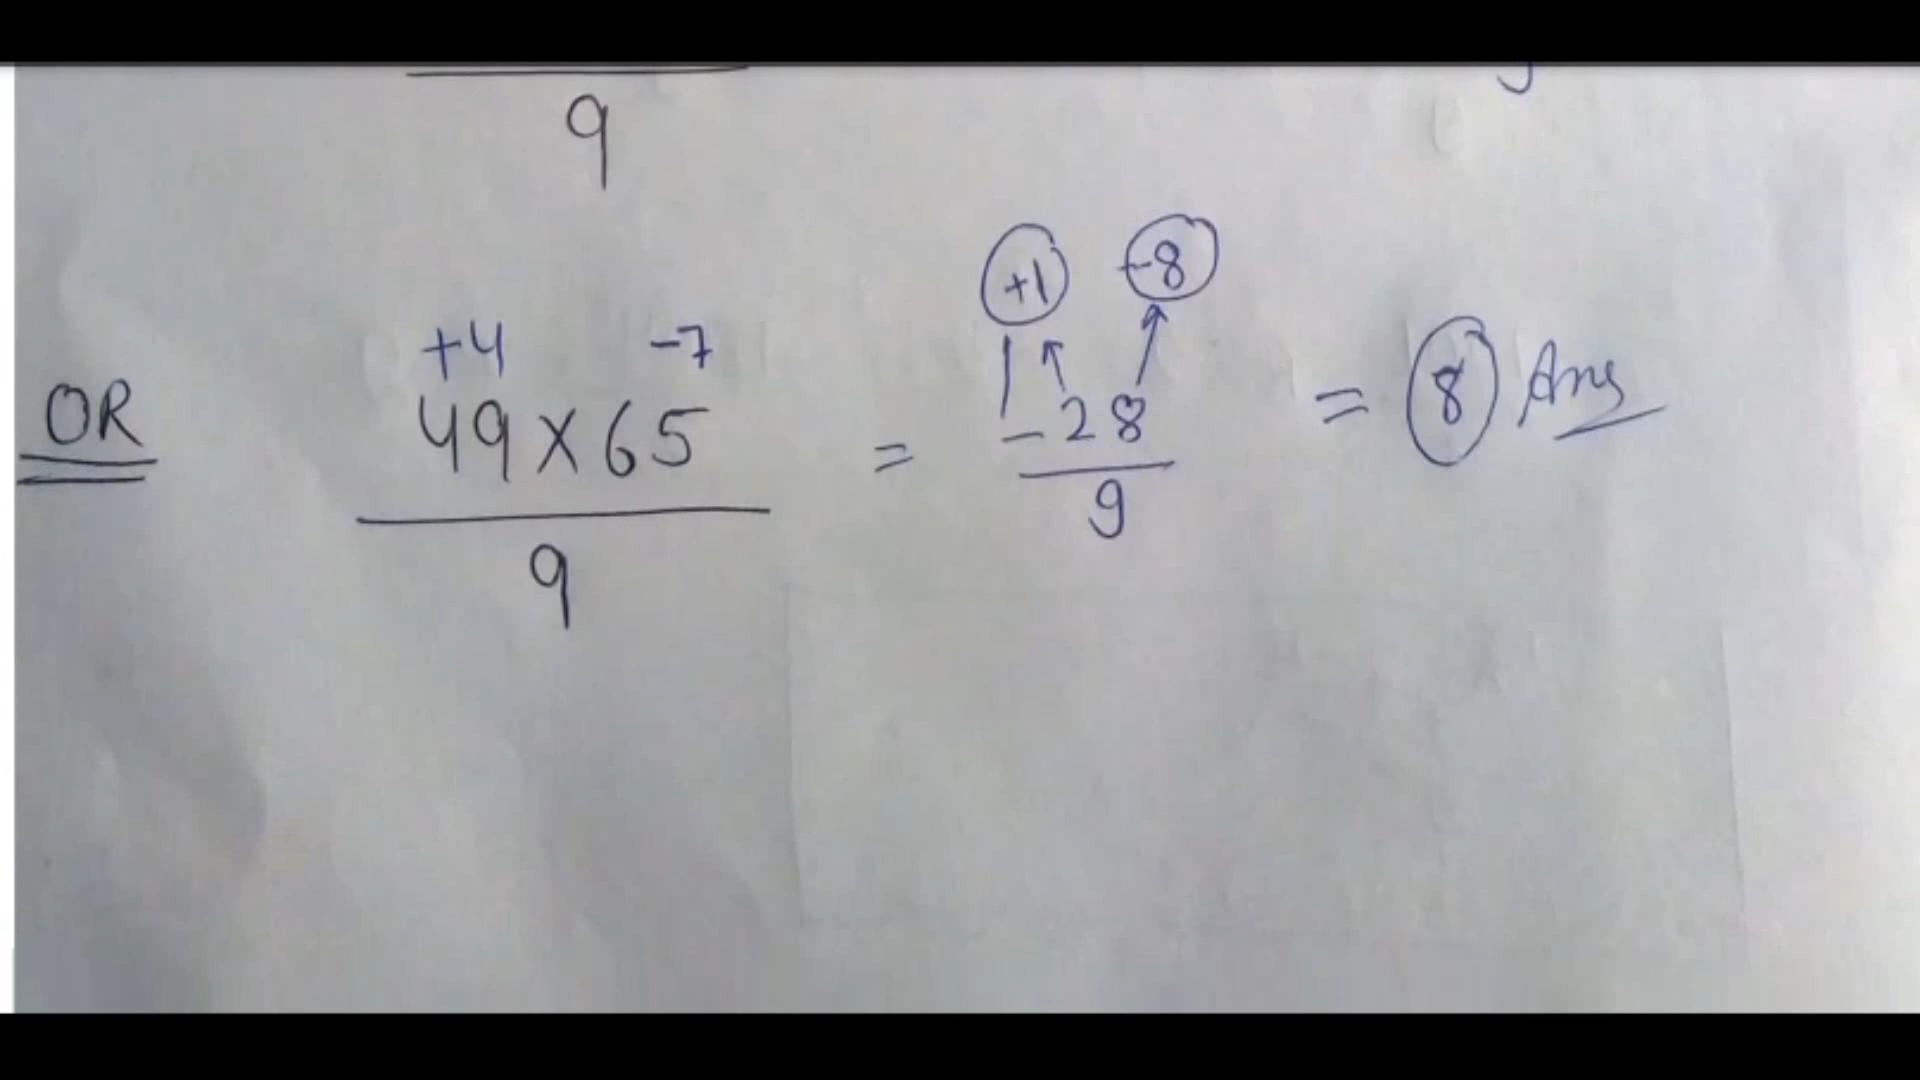 9
+1 -8
+4 -7
OR 49×65 = -28 = 8 Ans
9 9